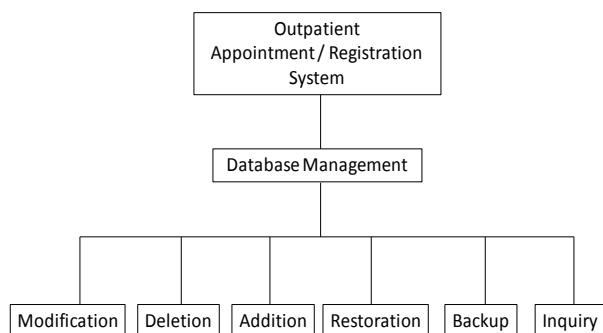 Outpatient
Appointment / Registration
System
Database Management
Modification
Deletion
Addition
Restoration
Backup
Inquiry